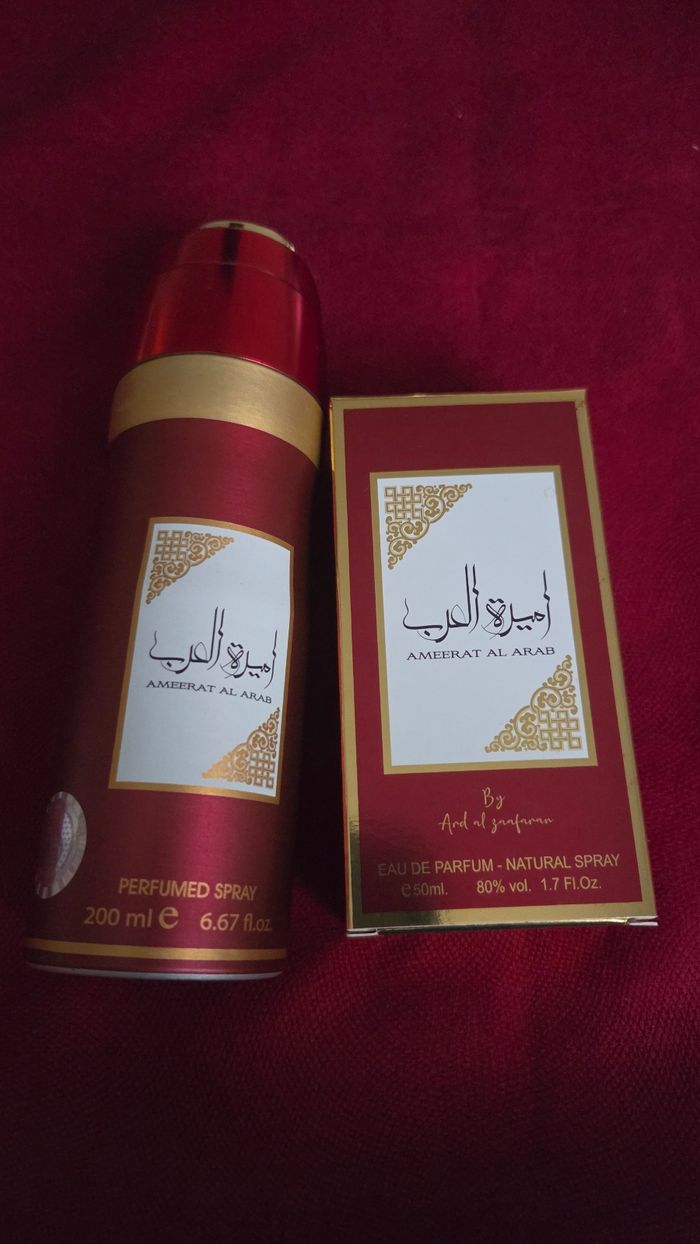 اميرة العرب
AMEERAT AL ARAB
PERFUMED SPRAY
200 ml e 6.67 fl.oz.
اميرة العرب
AMEERAT AL ARAB
By
Ard al zaafaran
EAU DE PARFUM - NATURAL SPRAY
e50ml. 80% vol. 1.7 Fl.Oz.